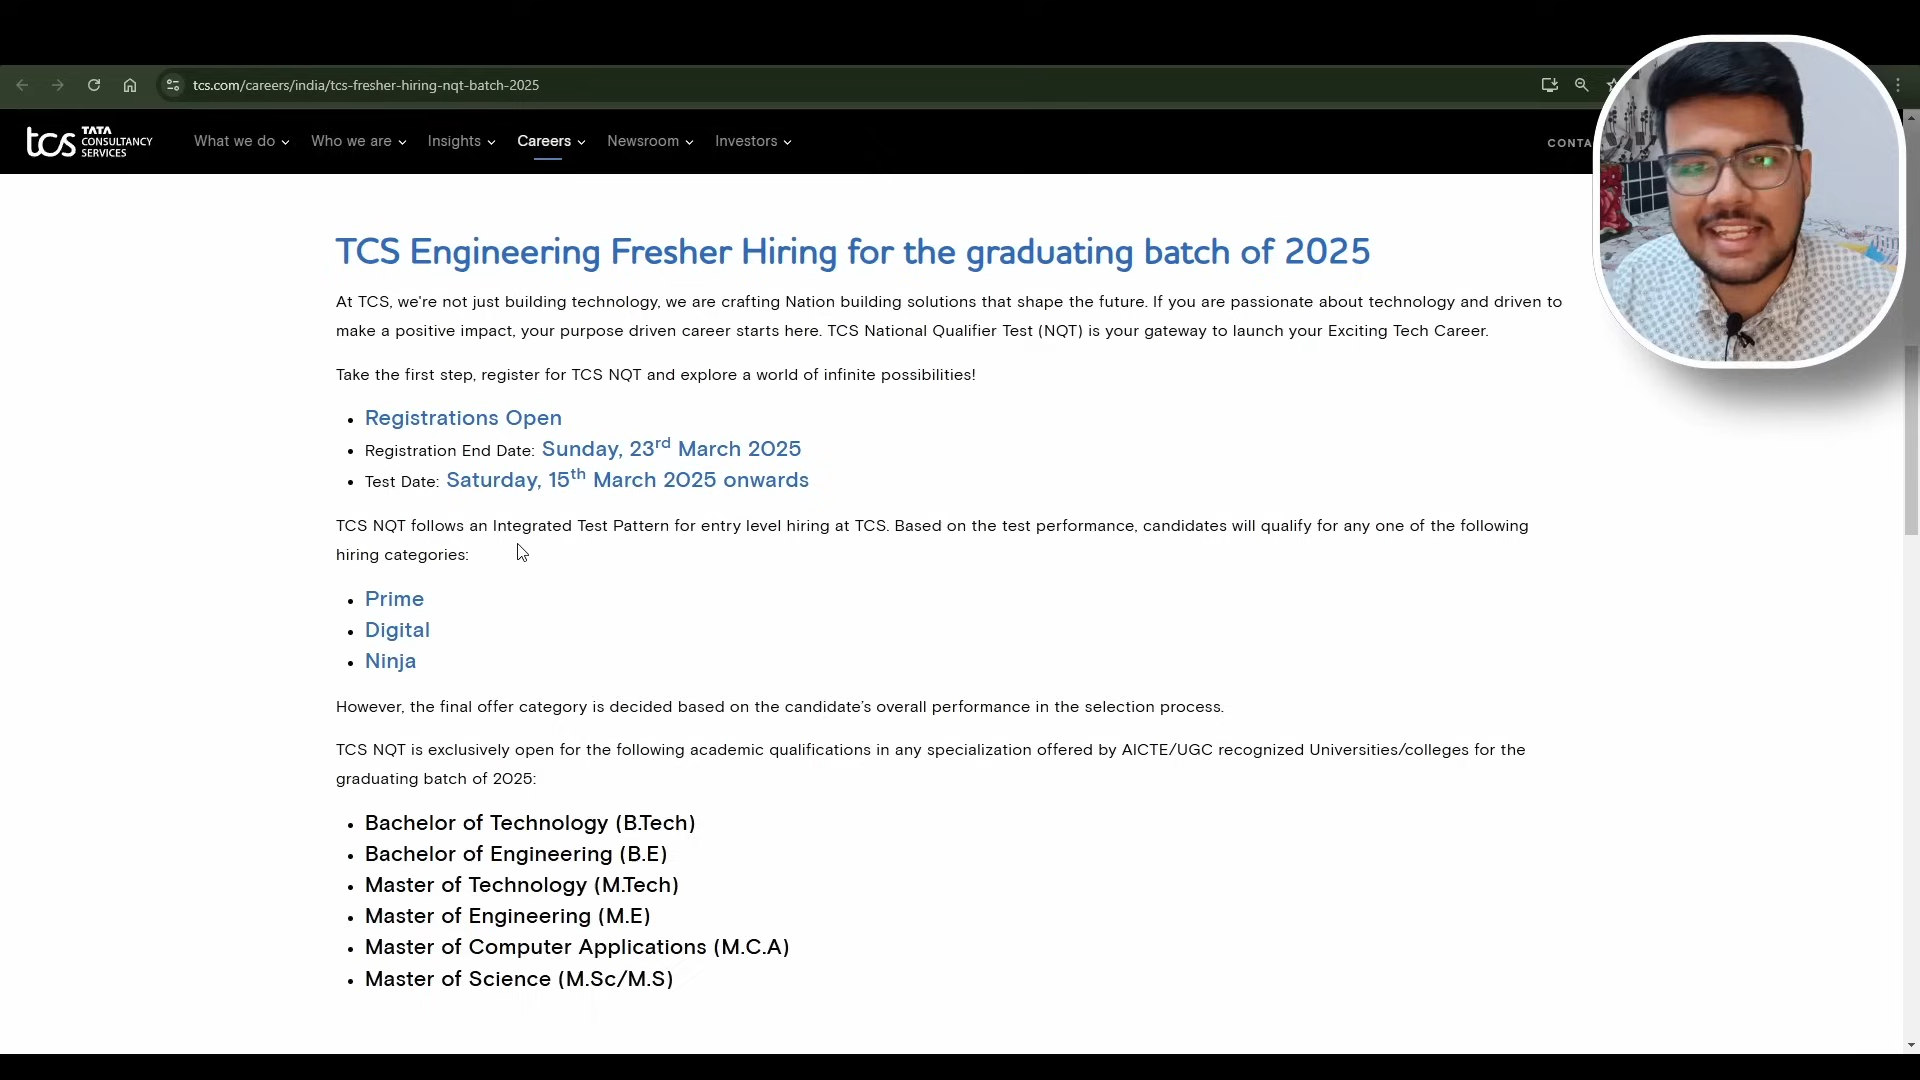 tcs.com/careers/india/tcs-fresher-hiring-nqt-batch-2025
tcs TATA CONSULTANCY SERVICES
What we do
Who we are
Insights
Careers
Newsroom
Investors
CONTA
TCS Engineering Fresher Hiring for the graduating batch of 2025
At TCS, we're not just building technology, we are crafting Nation building solutions that shape the future. If you are passionate about technology and driven to
make a positive impact, your purpose driven career starts here. TCS National Qualifier Test (NQT) is your gateway to launch your Exciting Tech Career.
Take the first step, register for TCS NQT and explore a world of infinite possibilities!
• Registrations Open
• Registration End Date: Sunday, 23rd March 2025
• Test Date: Saturday, 15th March 2025 onwards
TCS NQT follows an Integrated Test Pattern for entry level hiring at TCS. Based on the test performance, candidates will qualify for any one of the following
hiring categories:
• Prime
• Digital
• Ninja
However, the final offer category is decided based on the candidate's overall performance in the selection process.
TCS NQT is exclusively open for the following academic qualifications in any specialization offered by AICTE/UGC recognized Universities/colleges for the
graduating batch of 2025:
• Bachelor of Technology (B.Tech)
• Bachelor of Engineering (B.E)
• Master of Technology (M.Tech)
• Master of Engineering (M.E)
• Master of Computer Applications (M.C.A)
• Master of Science (M.Sc/M.S)